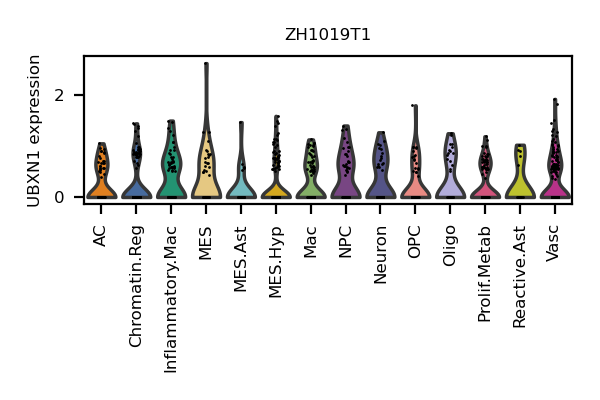 ZH1019T1
UBXN1 expression
2
0
AC
Chromatin.Reg
Inflammatory.Mac
MES
MES.Ast
MES.Hyp
Mac
NPC
Neuron
OPC
Oligo
Prolif.Metab
Reactive.Ast
Vasc